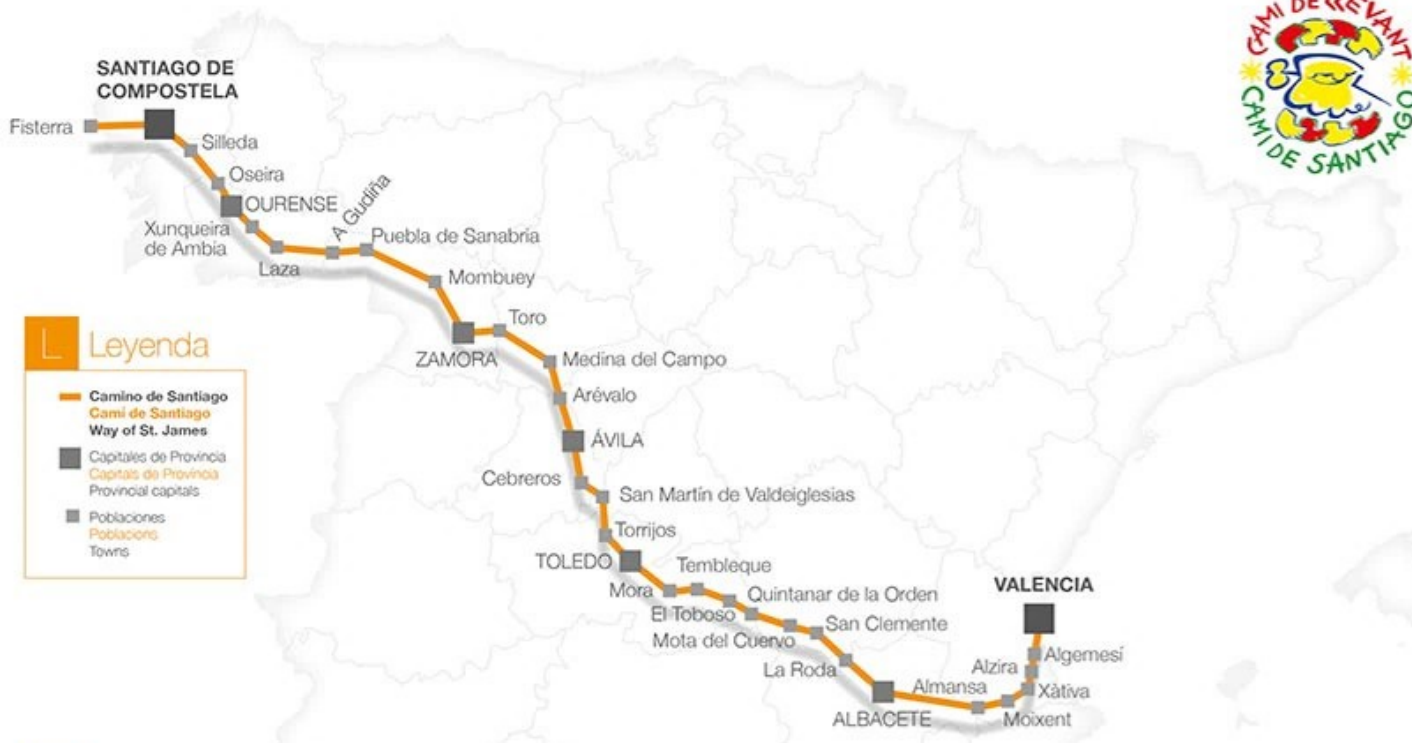 CAMI DE LLEVANT
CAMI DE SANTIAGO
SANTIAGO DE
COMPOSTELA
Fisterra
Silleda
Oseira
OURENSE
Xunqueira
de Ambia
Laza
A Gudiña
Puebla de Sanabria
Mombuey
Toro
ZAMORA
Medina del Campo
Arévalo
ÁVILA
Cebreros
San Martín de Valdeiglesias
Torrijos
TOLEDO
Mora
Tembleque
El Toboso
Quintanar de la Orden
Mota del Cuervo
San Clemente
La Roda
ALBACETE
Almansa
Moixent
Xàtiva
Alzira
Algemesí
VALENCIA
L Leyenda
Camino de Santiago
Camí de Santiago
Way of St. James
Capitales de Provincia
Capitals de Província
Provincial capitals
Poblaciones
Poblacions
Towns